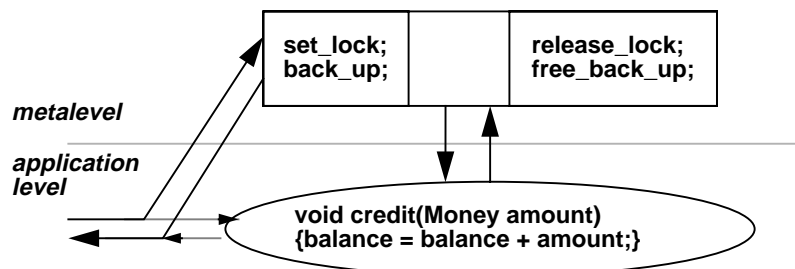 set_lock;
back_up;
release_lock;
free_back_up;
metalevel
application
level
void credit(Money amount)
{balance = balance + amount;}